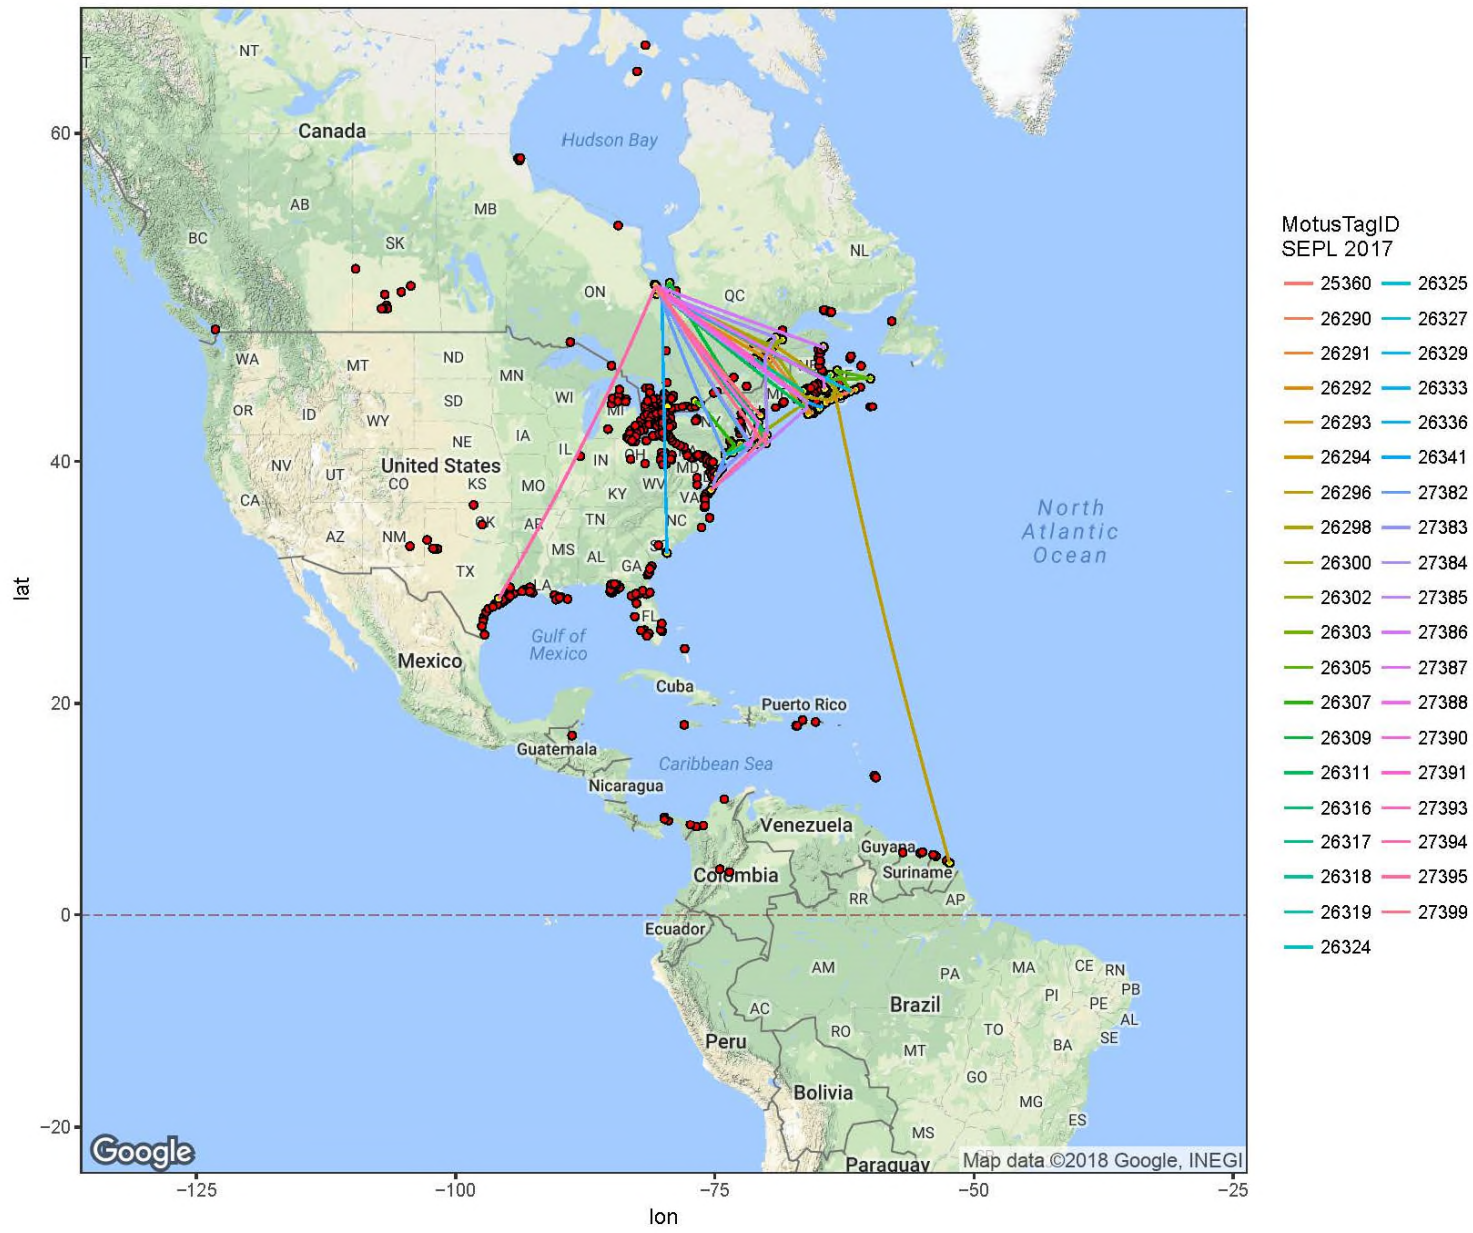 NT
T
60
Canada
Hudson Bay
AB
MB
SK
BC
NL
ON
QC
WA
MT
ND
MN
OR
ID
WY
SD
WI
MI
NY
NE
IA
IL
IN
OH
MD
NV
UT
United States
CO
KS
MO
WV
KY
VA
CA
AZ
NM
OK
AR
TN
NC
MS
AL
GA
TX
LA
FL
40
North
Atlantic
Ocean
Gulf of
Mexico
Mexico
Cuba
20
Puerto Rico
Guatemala
Caribbean Sea
Nicaragua
Venezuela
Guyana
Suriname
Colombia
RR
AP
0
Ecuador
AM
PA
MA
CE
RN
PB
PI
PE
AL
AC
Brazil
TO
SE
RO
BA
Peru
MT
GO
Bolivia
MG
ES
−20
MS
Google
Map data ©2018 Google, INEGI
Paraguay
−125
−100
−75
−50
−25
lon
lat
MotusTagID
SEPL 2017
25360
26290
26291
26292
26293
26294
26296
26298
26300
26302
26303
26305
26307
26309
26311
26316
26317
26318
26319
26324
26325
26327
26329
26333
26336
26341
27382
27383
27384
27385
27386
27387
27388
27390
27391
27393
27394
27395
27399